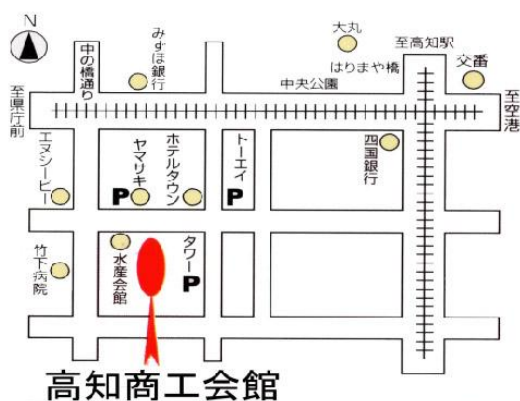 N
中の橋通り
みずほ銀行
大丸
至高知駅
はりまや橋
交番
中央公園
至県庁前
至空港
エヌシーピー
ヤマリキ
P
ホテルタウン
トーエイ
P
四国銀行
竹下病院
水産会館
タワー
P
高知商工会館